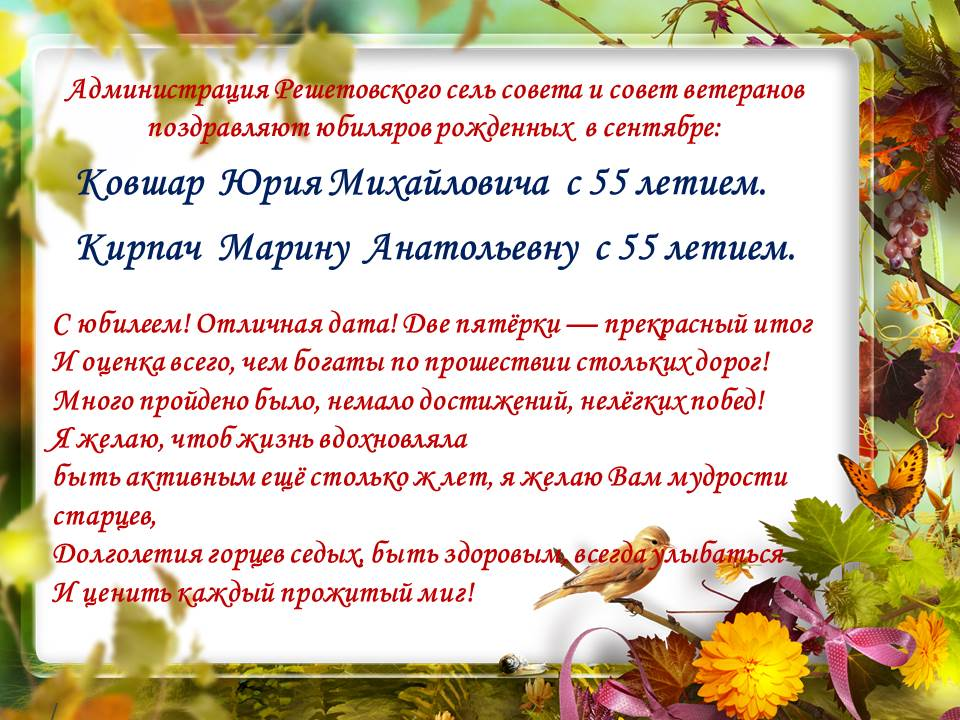 Администрация Решетовского сель совета и совет ветеранов
поздравляют юбиляров рожденных в сентябре:
Ковшар Юрия Михайловича с 55 летием.
Кирпач Марину Анатольевну с 55 летием.
С юбилеем! Отличная дата! Две пятёрки — прекрасный итог
И оценка всего, чем богаты по прошествии стольких дорог!
Много пройдено было, немало достижений, нелёгких побед!
Я желаю, чтоб жизнь вдохновляла
быть активным ещё столько ж лет, я желаю Вам мудрости
старцев,
Долголетия горцев седых, быть здоровым, всегда улыбаться
И ценить каждый прожитый миг!